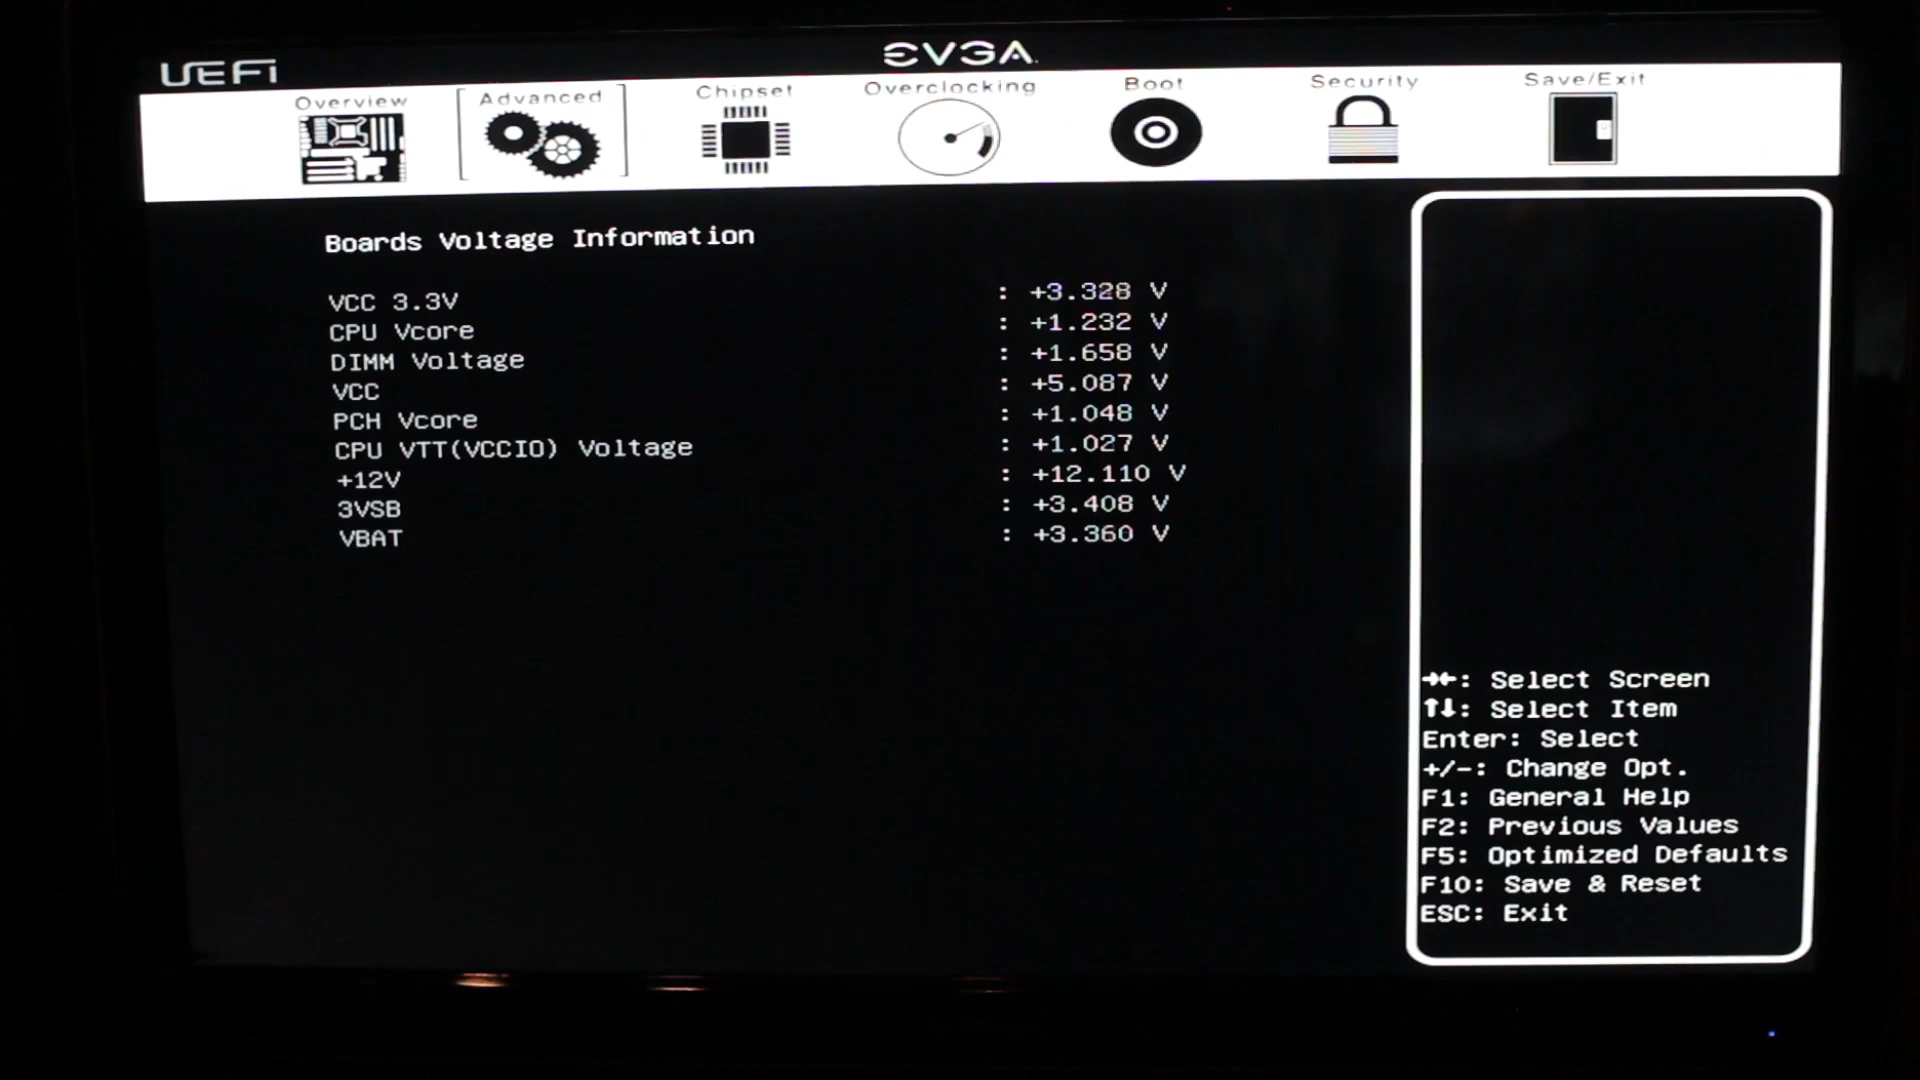 UEFI
EVGA
Overview
Advanced
Chipset
Overclocking
Boot
Security
Save/Exit
Boards Voltage Information
VCC 3.3V : +3.328 V
CPU Vcore : +1.232 V
DIMM Voltage : +1.658 V
VCC : +5.087 V
PCH Vcore : +1.048 V
CPU VTT(VCCIO) Voltage : +1.027 V
+12V : +12.110 V
3VSB : +3.408 V
VBAT : +3.360 V
→←: Select Screen
↑↓: Select Item
Enter: Select
+/-: Change Opt.
F1: General Help
F2: Previous Values
F5: Optimized Defaults
F10: Save & Reset
ESC: Exit